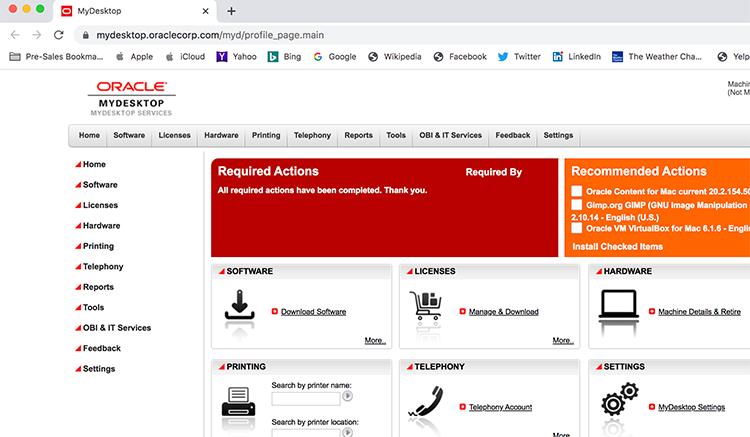 MyDesktop
mydesktop.oraclecorp.com/myd/profile_page.main
Pre-Sales Bookma... Apple iCloud Yahoo Bing Google Wikipedia Facebook Twitter LinkedIn The Weather Cha... Yelp
ORACLE
MYDESKTOP
MYDESKTOP SERVICES
Machin
(Not M
Home Software Licenses Hardware Printing Telephony Reports Tools OBI & IT Services Feedback Settings
Home
Software
Licenses
Hardware
Printing
Telephony
Reports
Tools
OBI & IT Services
Feedback
Settings
Required Actions Required By
All required actions have been completed. Thank you.
Recommended Actions
Oracle Content for Mac current 20.2.154.50
Gimp.org GIMP (GNU Image Manipulation
2.10.14 - English (U.S.)
Oracle VM VirtualBox for Mac 6.1.6 - Engli
Install Checked Items
SOFTWARE
Download Software
More..
LICENSES
Manage & Download
More..
HARDWARE
Machine Details & Retire
PRINTING
Search by printer name:
Search by printer location:
TELEPHONY
Telephony Account
SETTINGS
MyDesktop Settings